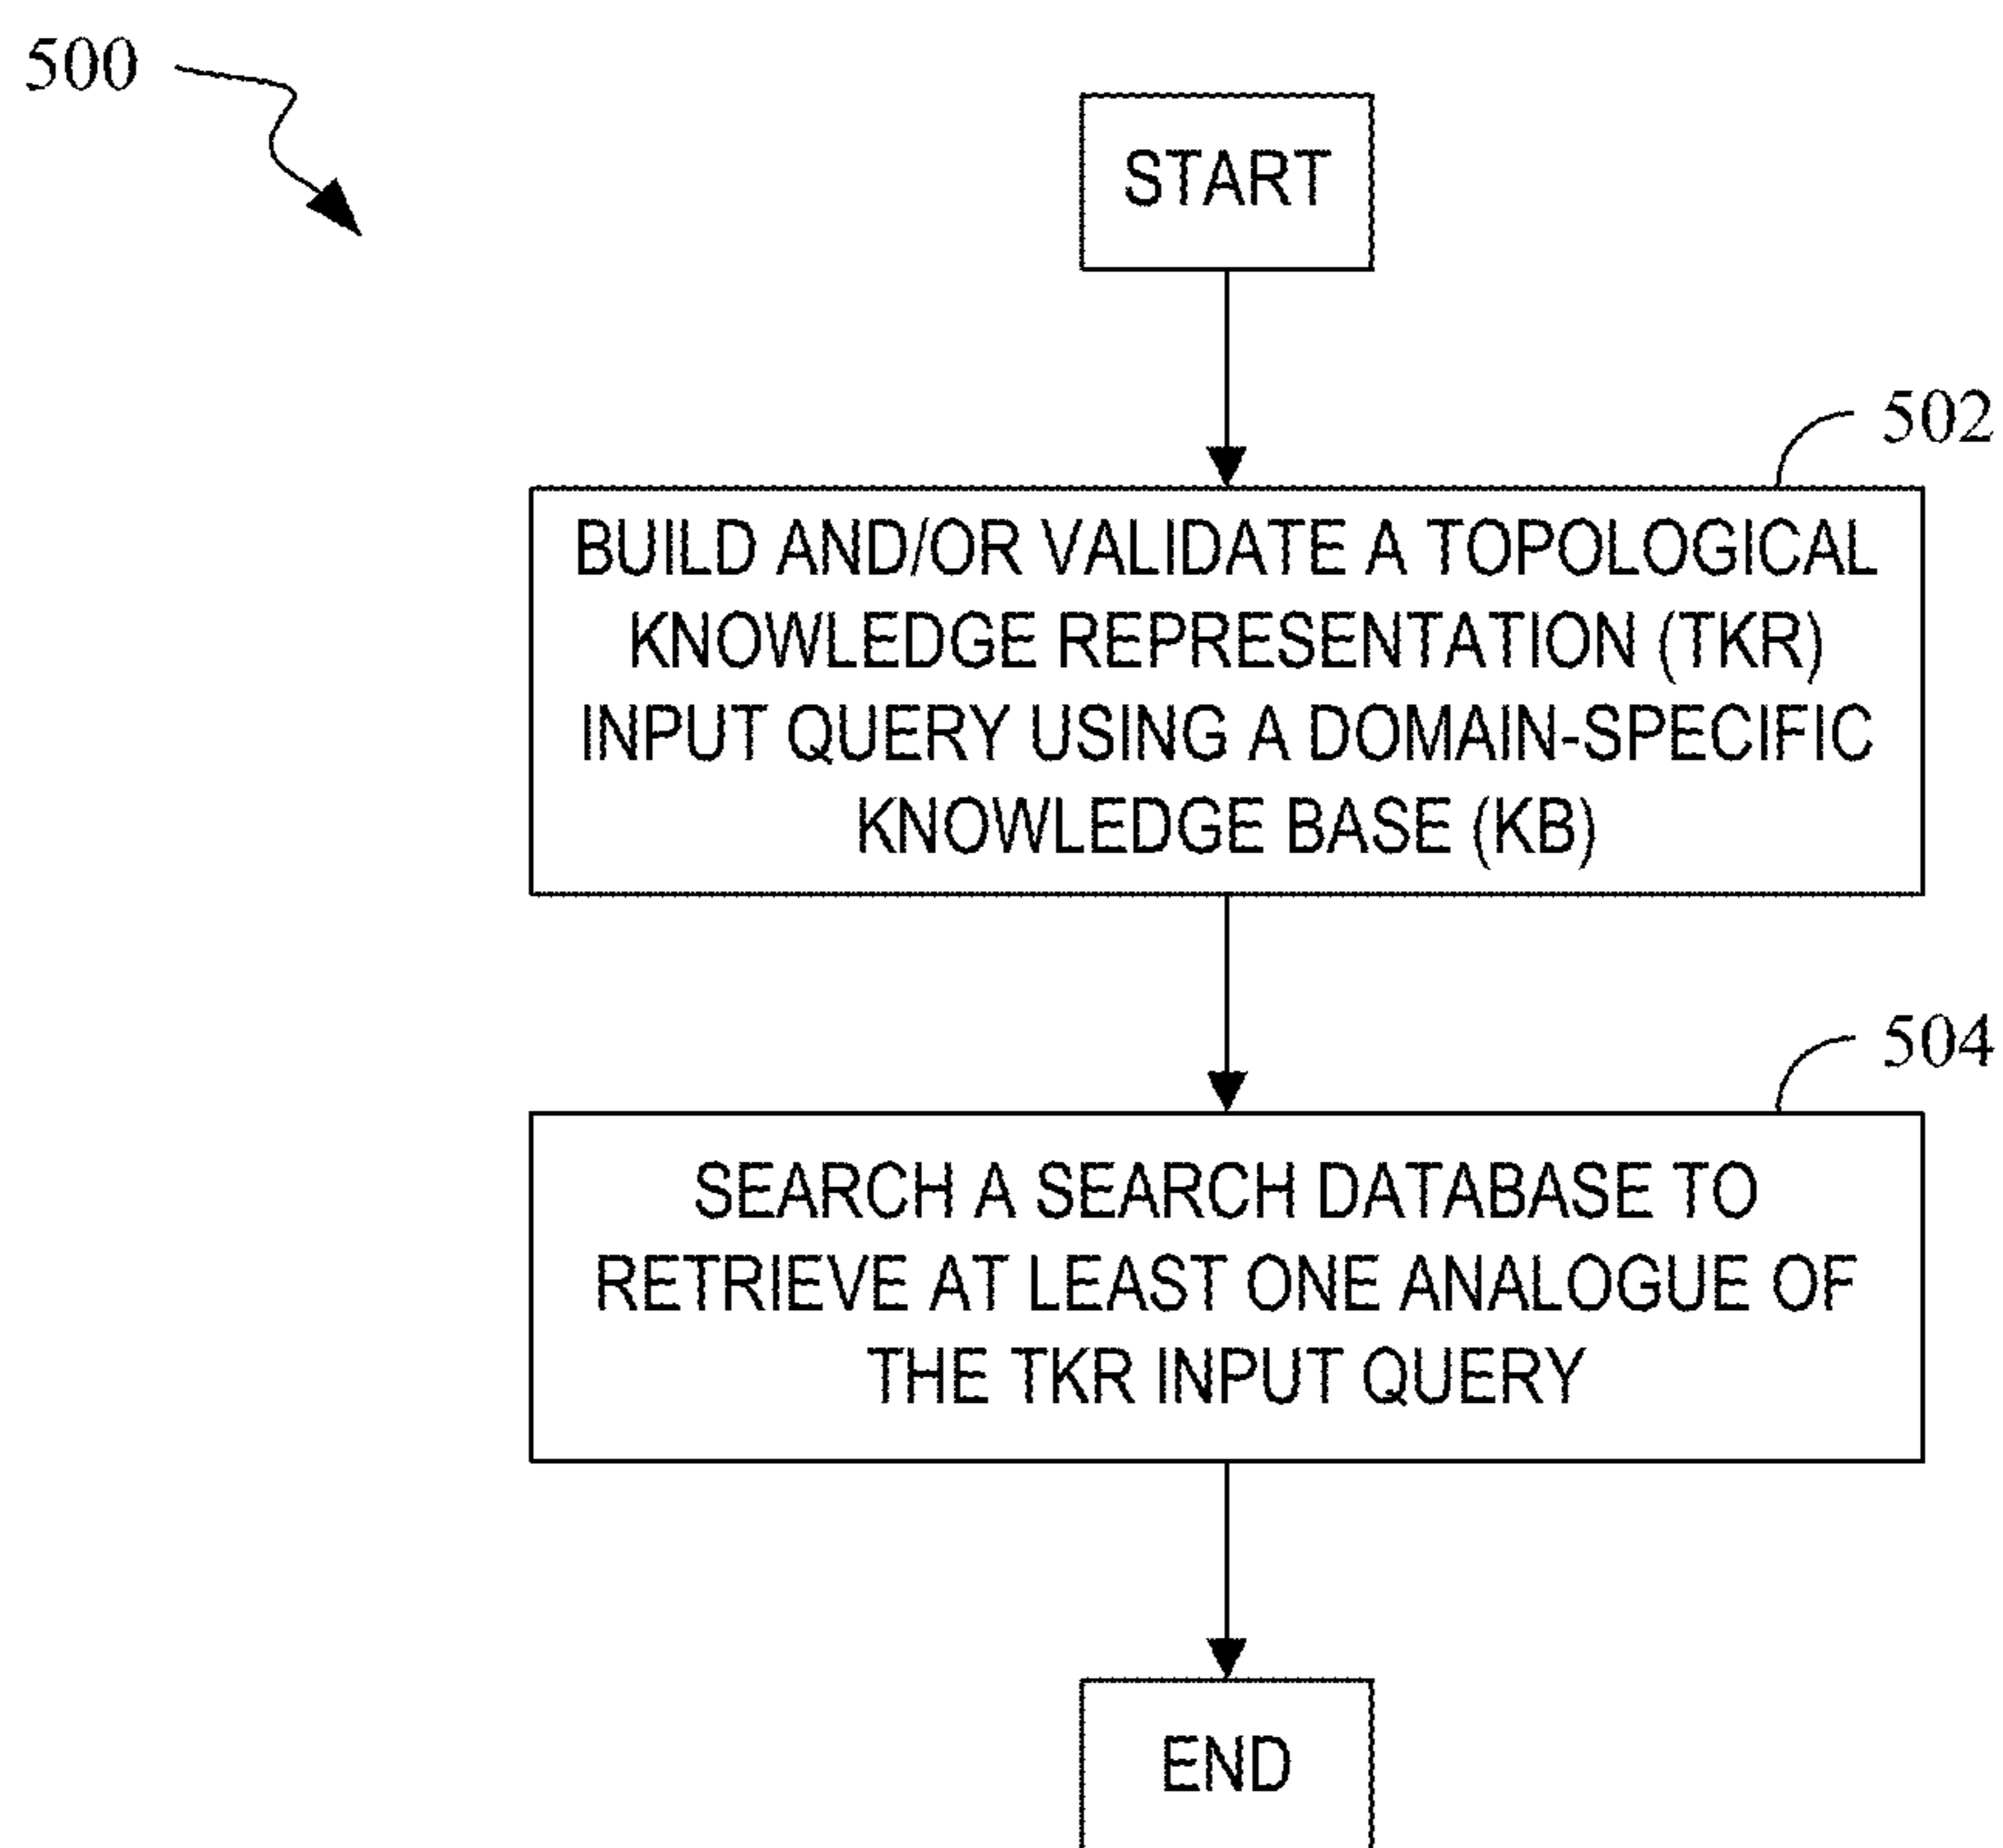 500
START
502
BUILD AND/OR VALIDATE A TOPOLOGICAL
KNOWLEDGE REPRESENTATION (TKR)
INPUT QUERY USING A DOMAIN-SPECIFIC
KNOWLEDGE BASE (KB)
504
SEARCH A SEARCH DATABASE TO
RETRIEVE AT LEAST ONE ANALOGUE OF
THE TKR INPUT QUERY
END